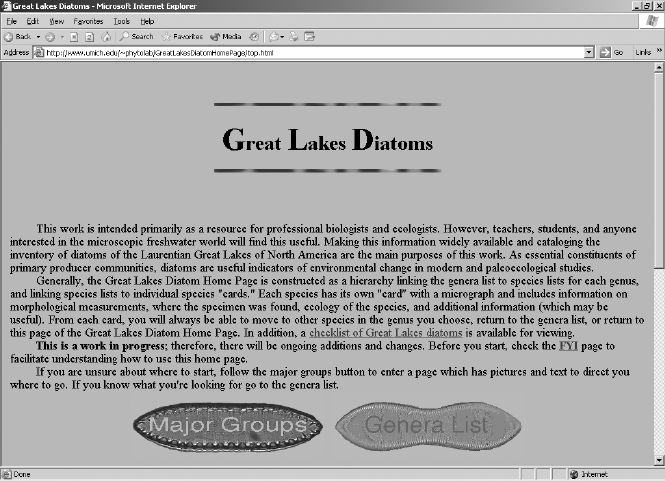 Great Lakes Diatoms - Microsoft Internet Explorer
File Edit View Favorites Tools Help
Back Search Favorites Media
Address http://www.umich.edu/~phytolab/GreatLakesDiatomHomePage/top.html Go Links »
Great Lakes Diatoms
This work is intended primarily as a resource for professional biologists and ecologists. However, teachers, students, and anyone
interested in the microscopic freshwater world will find this useful. Making this information widely available and cataloging the
inventory of diatoms of the Laurentian Great Lakes of North America are the main purposes of this work. As essential constituents of
primary producer communities, diatoms are useful indicators of environmental change in modern and paleoecological studies.
Generally, the Great Lakes Diatom Home Page is constructed as a hierarchy linking the genera list to species lists for each genus,
and linking species lists to individual species "cards." Each species has its own "card" with a micrograph and includes information on
morphological measurements, where the specimen was found, ecology of the species, and additional information (which may be
useful). From each card, you will always be able to move to other species in the genus you choose, return to the genera list, or return to
this page of the Great Lakes Diatom Home Page. In addition, a checklist of Great Lakes diatoms is available for viewing.
This is a work in progress; therefore, there will be ongoing additions and changes. Before you start, check the FYI page to
facilitate understanding how to use this home page.
If you are unsure about where to start, follow the major groups button to enter a page which has pictures and text to direct you
where to go. If you know what you're looking for go to the genera list.
Major Groups Genera List
Done Internet